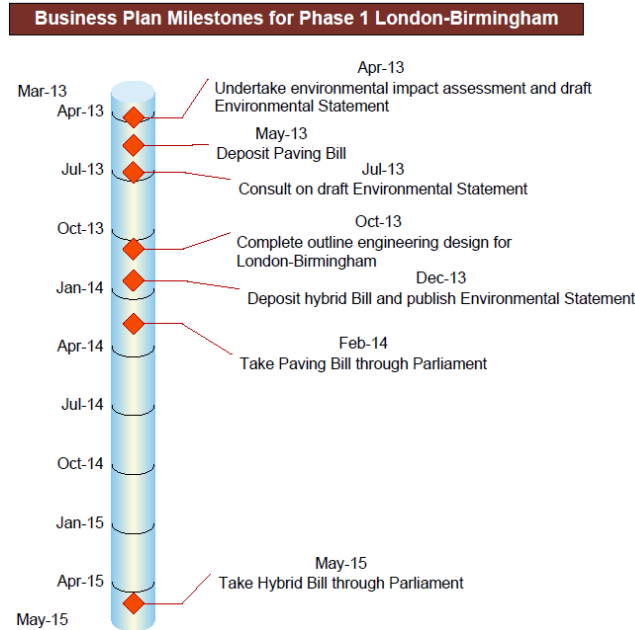 Business Plan Milestones for Phase 1 London-Birmingham
Mar-13
Apr-13
Undertake environmental impact assessment and draft
Environmental Statement
Apr-13
May-13
Deposit Paving Bill
Jul-13
Jul-13
Consult on draft Environmental Statement
Oct-13
Oct-13
Complete outline engineering design for
London-Birmingham
Dec-13
Deposit hybrid Bill and publish Environmental Statement
Jan-14
Feb-14
Take Paving Bill through Parliament
Apr-14
Jul-14
Oct-14
Jan-15
May-15
Take Hybrid Bill through Parliament
Apr-15
May-15